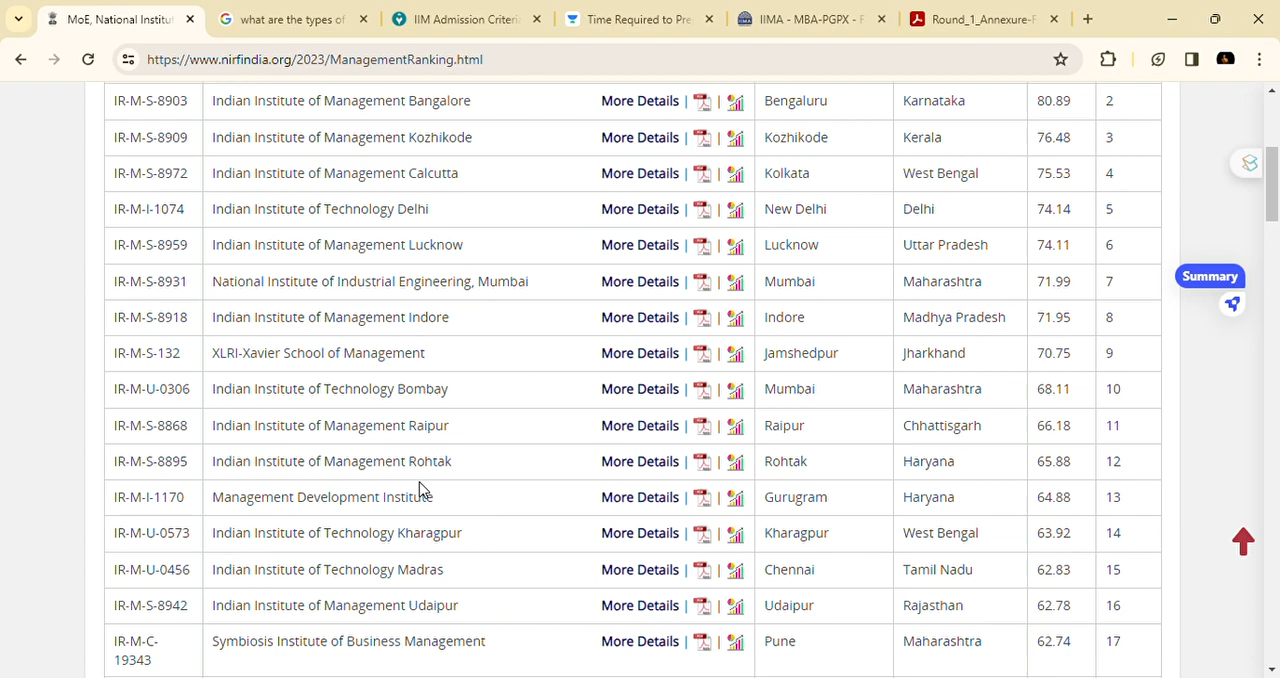 MoE, National Institut
what are the types of
IIM Admission Criteri
Time Required to Pre
IIMA - MBA-PGPX - F
Round_1_Annexure-F
https://www.nirfindia.org/2023/ManagementRanking.html
IR-M-S-8903 Indian Institute of Management Bangalore More Details | | Bengaluru Karnataka 80.89 2
IR-M-S-8909 Indian Institute of Management Kozhikode More Details | | Kozhikode Kerala 76.48 3
IR-M-S-8972 Indian Institute of Management Calcutta More Details | | Kolkata West Bengal 75.53 4
IR-M-I-1074 Indian Institute of Technology Delhi More Details | | New Delhi Delhi 74.14 5
IR-M-S-8959 Indian Institute of Management Lucknow More Details | | Lucknow Uttar Pradesh 74.11 6
IR-M-S-8931 National Institute of Industrial Engineering, Mumbai More Details | | Mumbai Maharashtra 71.99 7
Summary
IR-M-S-8918 Indian Institute of Management Indore More Details | | Indore Madhya Pradesh 71.95 8
IR-M-S-132 XLRI-Xavier School of Management More Details | | Jamshedpur Jharkhand 70.75 9
IR-M-U-0306 Indian Institute of Technology Bombay More Details | | Mumbai Maharashtra 68.11 10
IR-M-S-8868 Indian Institute of Management Raipur More Details | | Raipur Chhattisgarh 66.18 11
IR-M-S-8895 Indian Institute of Management Rohtak More Details | | Rohtak Haryana 65.88 12
IR-M-I-1170 Management Development Institute More Details | | Gurugram Haryana 64.88 13
IR-M-U-0573 Indian Institute of Technology Kharagpur More Details | | Kharagpur West Bengal 63.92 14
IR-M-U-0456 Indian Institute of Technology Madras More Details | | Chennai Tamil Nadu 62.83 15
IR-M-S-8942 Indian Institute of Management Udaipur More Details | | Udaipur Rajasthan 62.78 16
IR-M-C- Symbiosis Institute of Business Management More Details | | Pune Maharashtra 62.74 17
19343